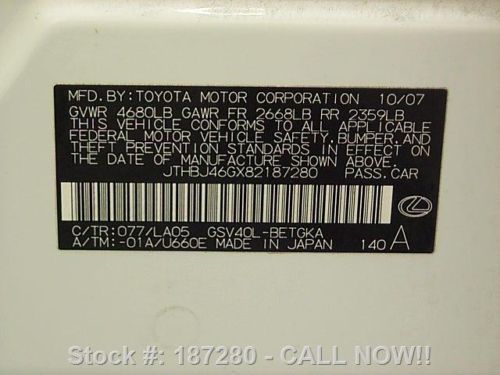 MFD.BY:TOYOTA MOTOR CORPORATION 10/07
GVWR 4680LB GAWR FR 2668LB RR 2359LB
THIS VEHICLE CONFORMS TO ALL APPLICABLE
FEDERAL MOTOR VEHICLE SAFETY,BUMPER,AND
THEFT PREVENTION STANDARDS IN EFFECT ON
THE DATE OF MANUFACTURE SHOWN ABOVE.
JTHBJ46GX82187280 PASS.CAR
C/TR:077/LA05 GSV40L-BETGKA
A/TM:-01A/U660E MADE IN JAPAN 140 A
Stock #: 187280 - CALL NOW!!